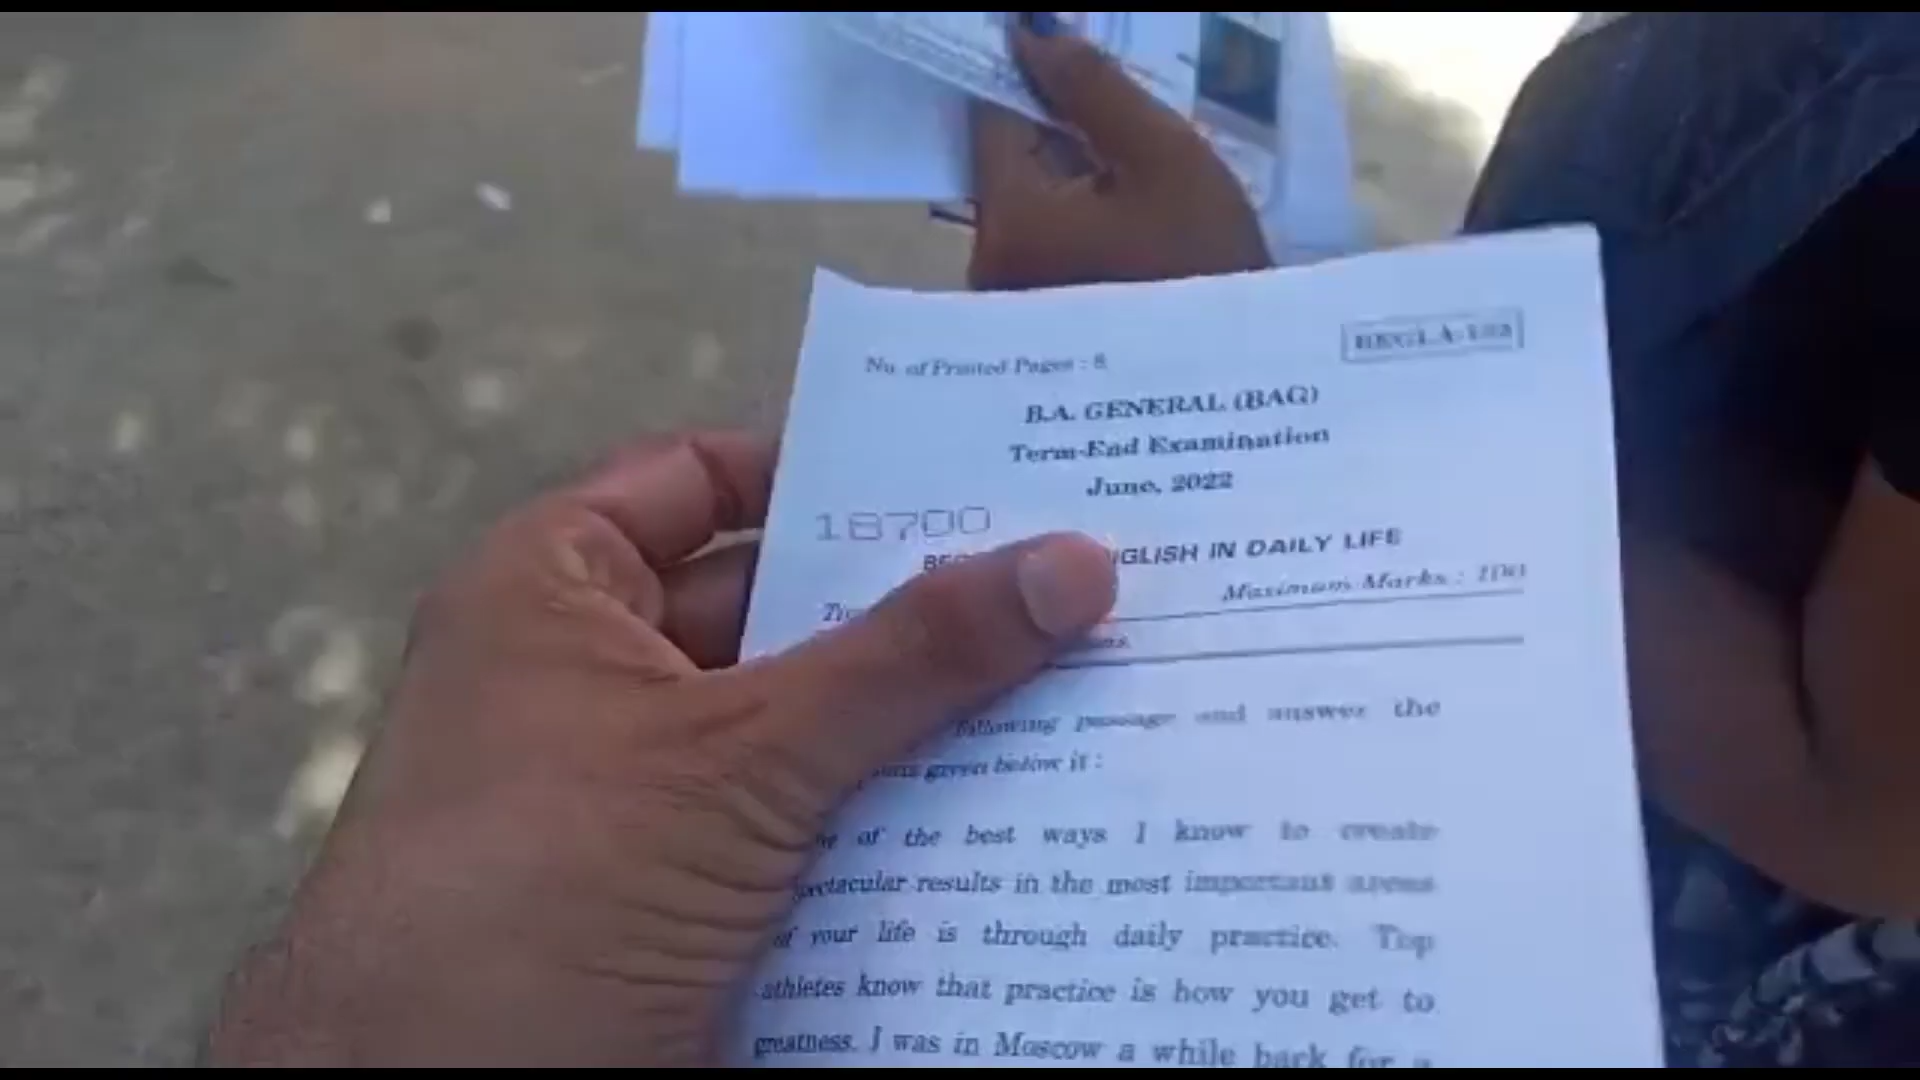 No. of Printed Pages : 8
B.A. GENERAL (BAG)
Term-End Examination
June, 2022
18700
ENGLISH IN DAILY LIFE
Maximum Marks : 100
following passage and answer the
given below it :
of the best ways I know to create
spectacular results in the most important areas
of your life is through daily practice. Top
athletes know that practice is how you get to
greatness. I was in Moscow a while back for a